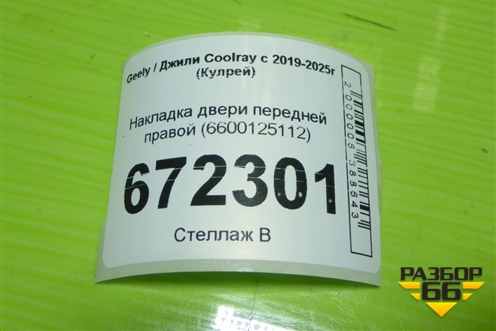 Geely / Джили Coolray с 2019-2025г
(Кулрей)
Накладка двери передней
правой (6600125112)
672301
Стеллаж В
2000006388643
РАЗБОР
66